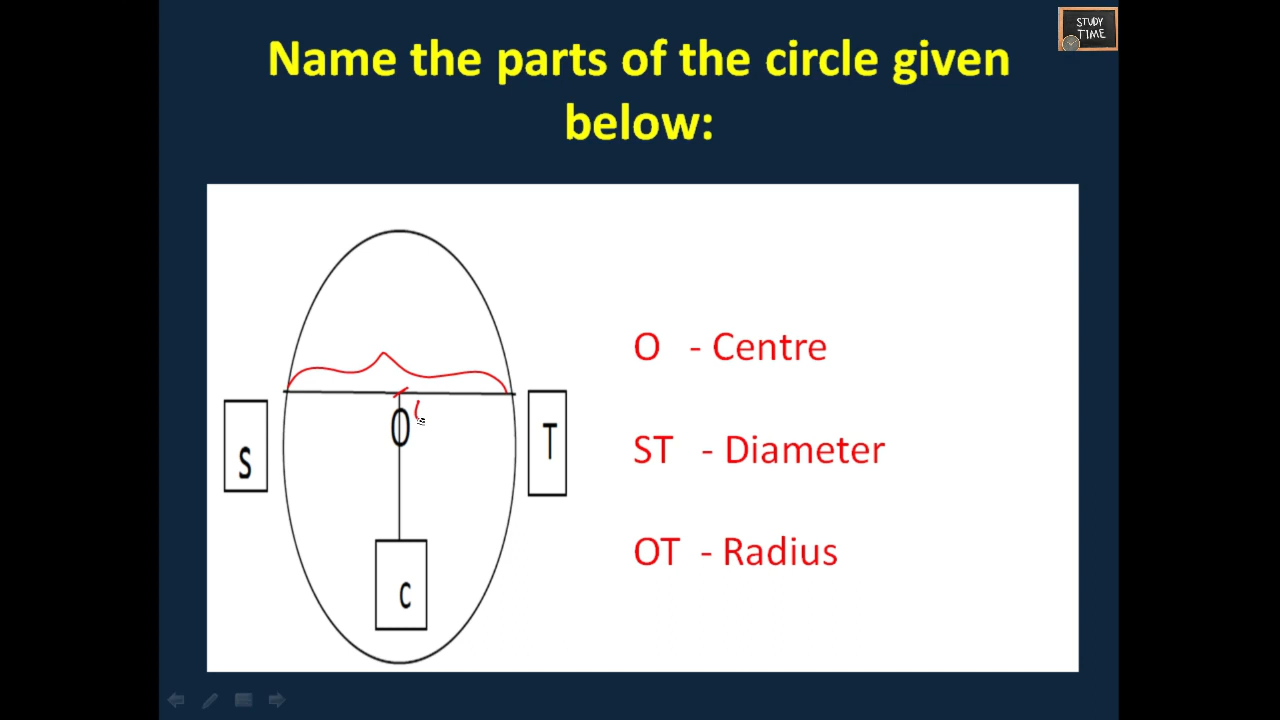 STUDY
TIME
Name the parts of the circle given
below:
O - Centre
O
T
S
ST - Diameter
OT - Radius
C